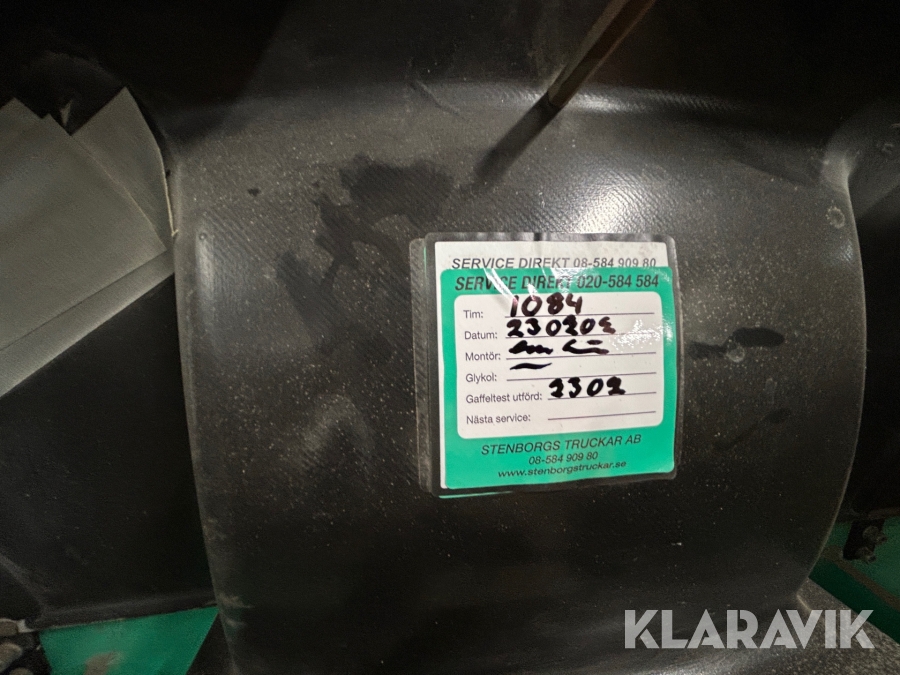 SERVICE DIREKT 08-584 909 80
SERVICE DIREKT 020-584 584
Tim: 1084
Datum:
Montör:
Glykol:
Gaffeltest utförd: 2302
Nästa service:
STENBORGS TRUCKAR AB
08-584 909 80
www.stenborgstruckar.se
KLARAVIK